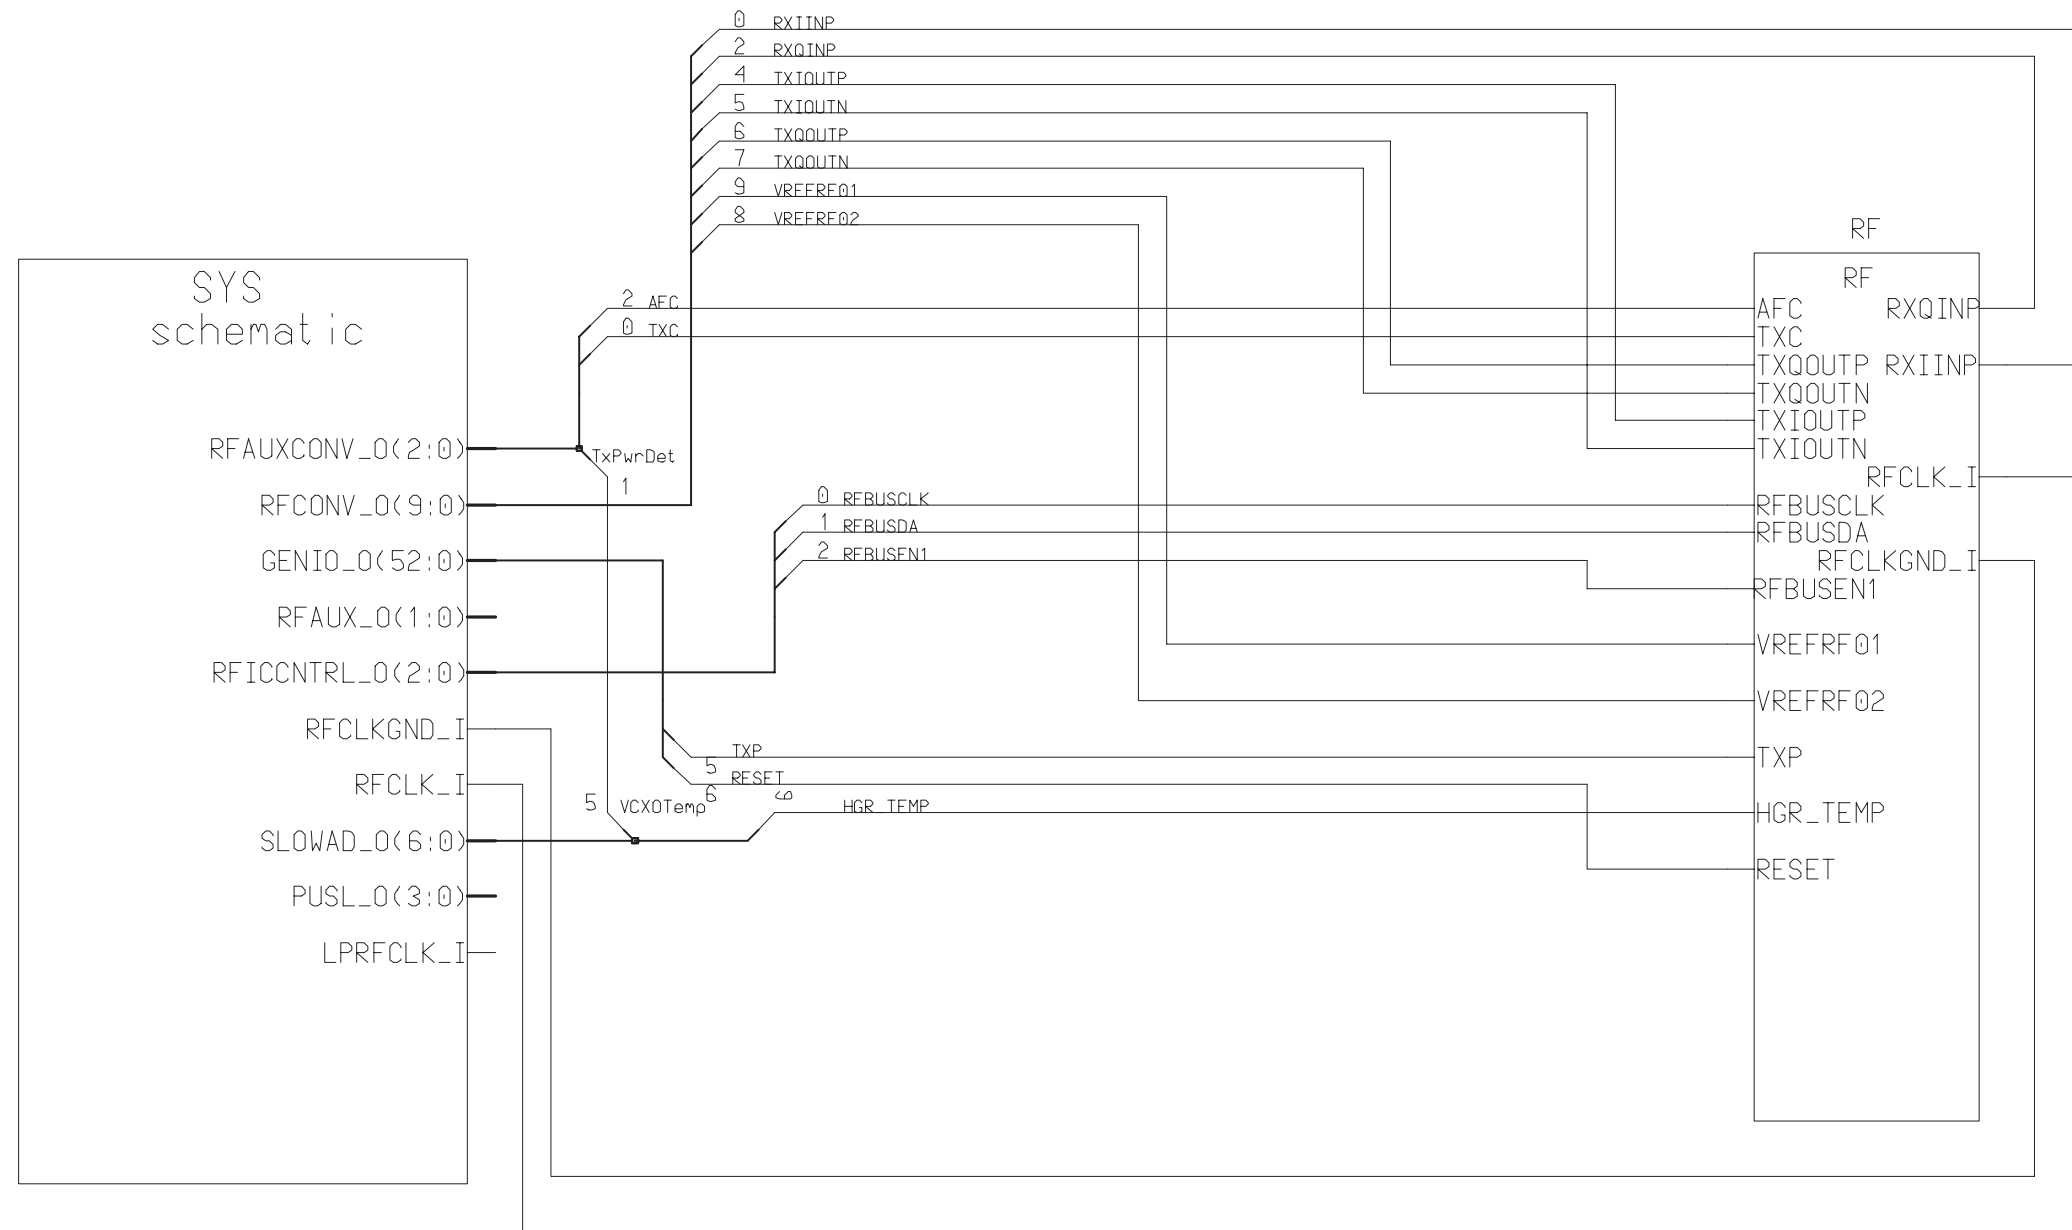 0 RXIINP
2 RXQINP
4 TXIOUTP
5 TXIOUTN
6 TXQOUTP
7 TXQOUTN
9 VREFRF01
8 VREFRF02
RF
SYS
schematic
RF
2 AFC
0 TXC
AFC
RXQINP
TXC
TXQOUTP
RXIINP
TXQOUTN
TXIOUTP
TXIOUTN
RFAUXCONV_O(2:0)
TxPwrDet
1
RFCLK_I
RFCONV_O(9:0)
0 RFBUSCLK
1 RFBUSDA
2 RFBUSEN1
RFBUSCLK
RFBUSDA
RFCLKGND_I
RFBUSEN1
GENIO_O(52:0)
RFAUX_O(1:0)
RFICCNTRL_O(2:0)
VREFRF01
VREFRF02
RFCLKGND_I
TXP
5
TXP
RFCLK_I
RESET
6
6
5 VCXOTemp
HGR_TEMP
HGR_TEMP
SLOWAD_O(6:0)
RESET
PUSL_O(3:0)
LPRFCLK_I